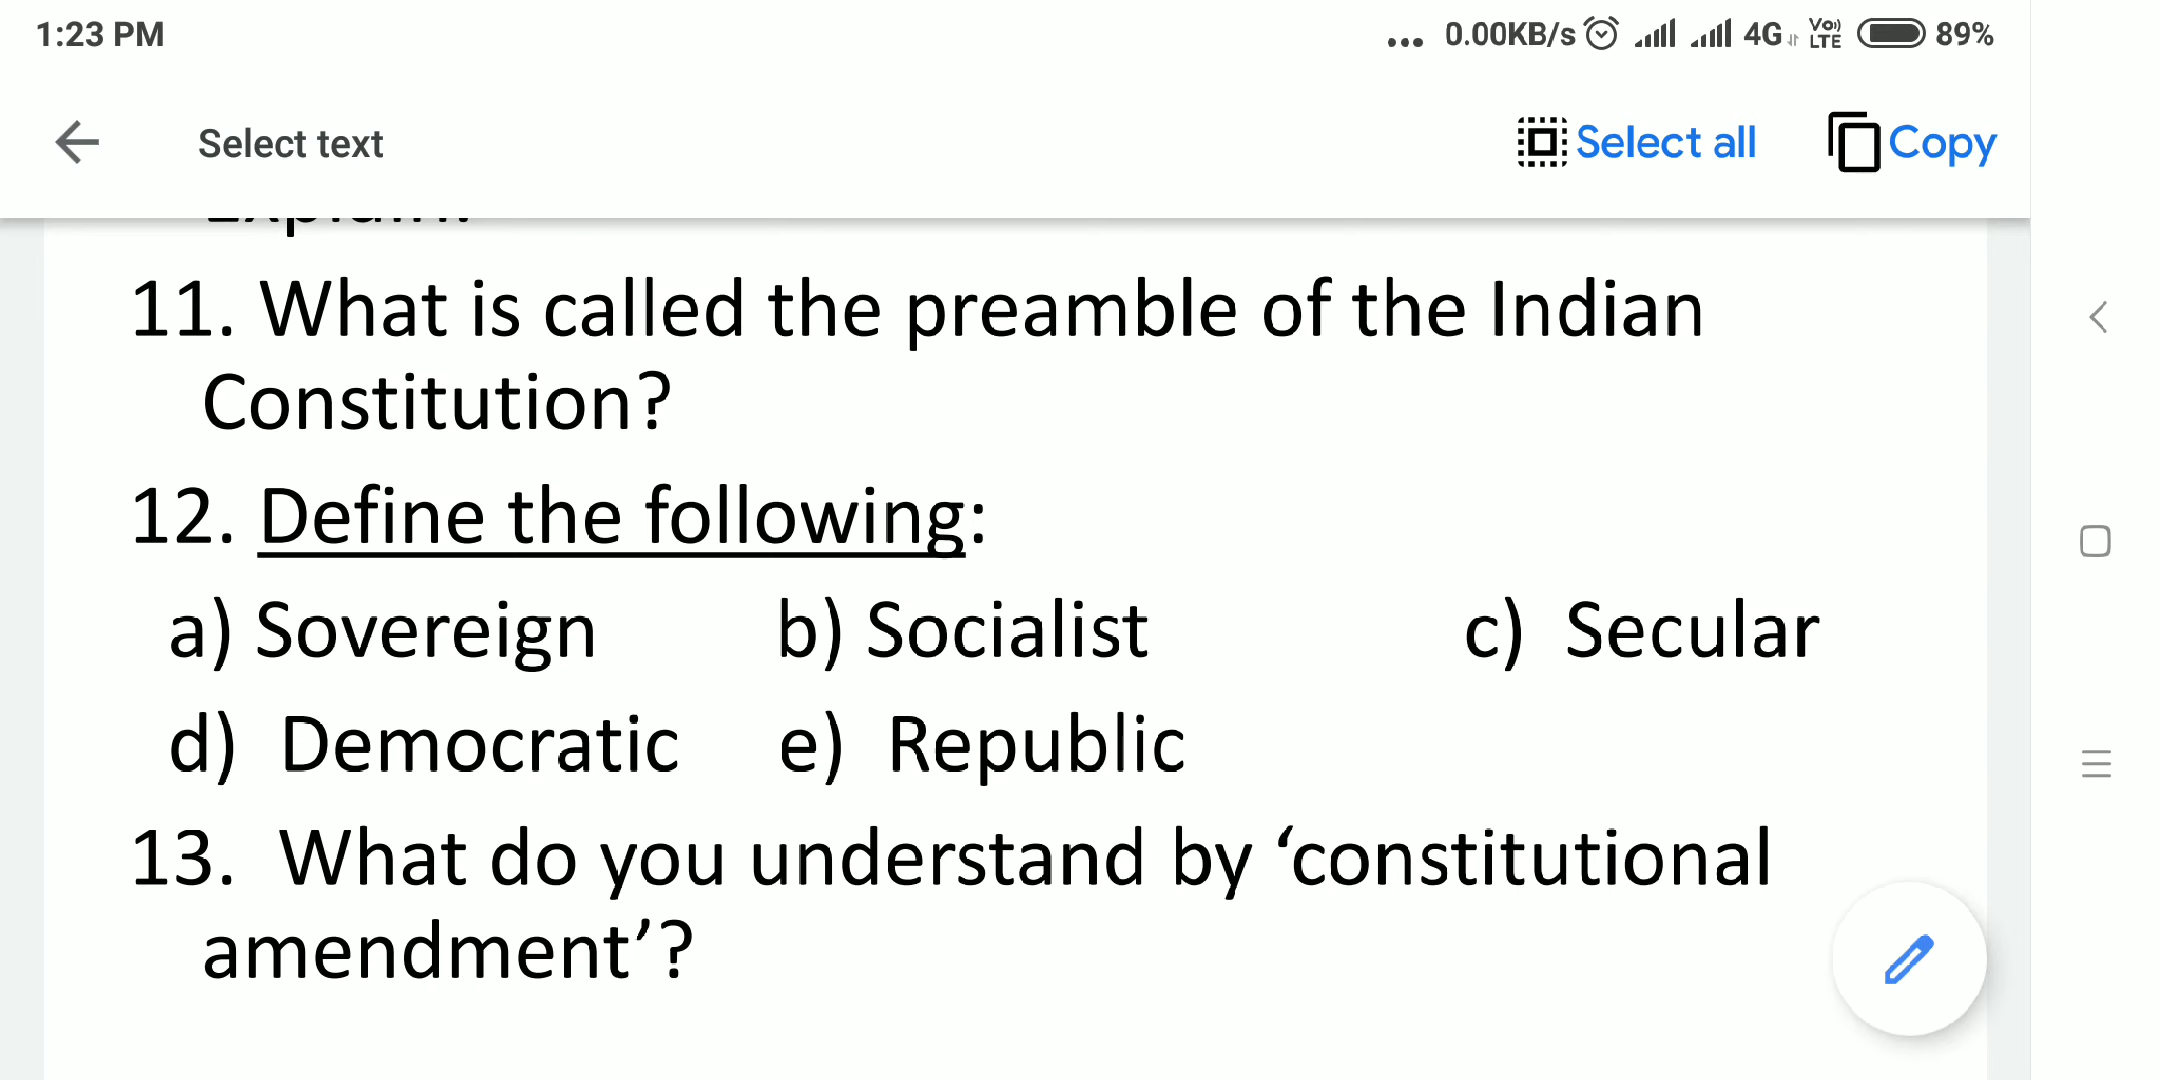 1:23 PM
... 0.00KB/s 4G VoLTE 89%
Select text
Select all
Copy
11. What is called the preamble of the Indian
Constitution?
12. Define the following:
a) Sovereign b) Socialist c) Secular
d) Democratic e) Republic
13. What do you understand by ‘constitutional
amendment’?